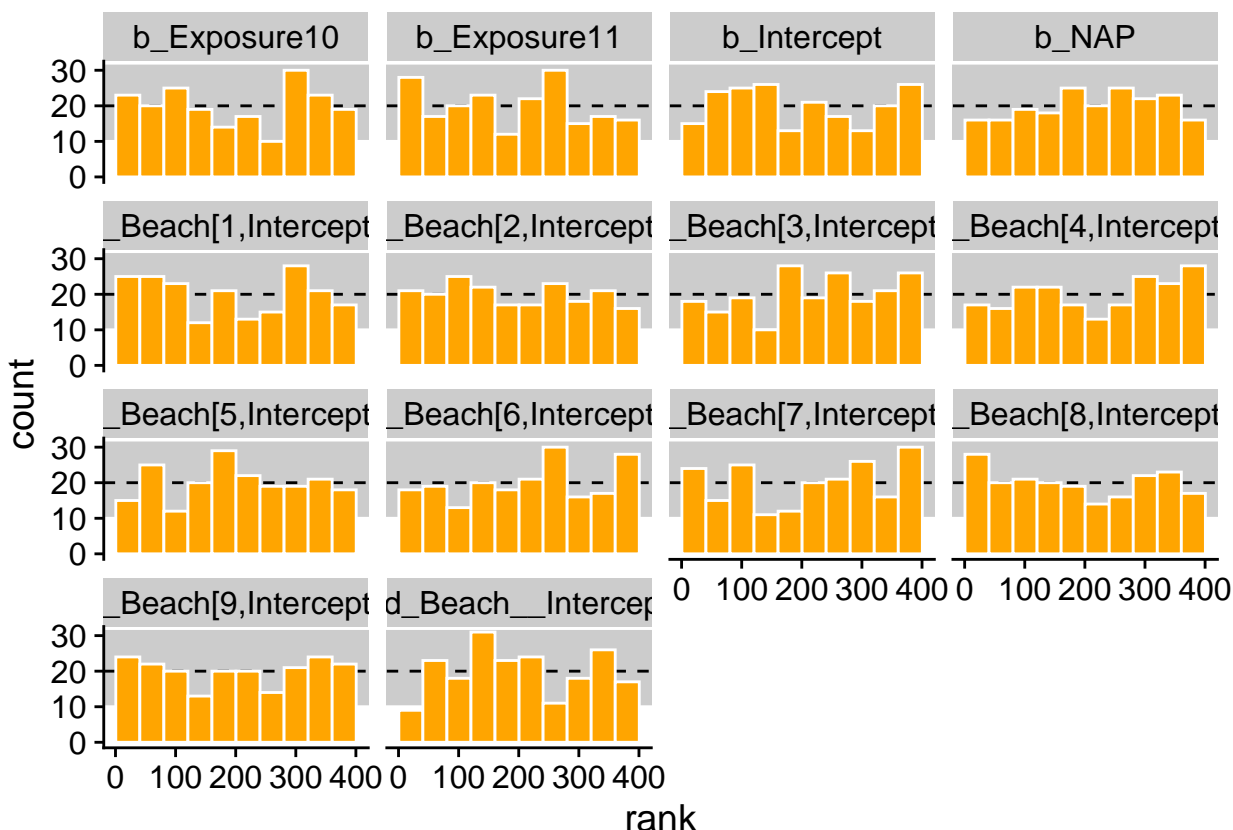 b_Exposure10 b_Exposure11 b_Intercept b_NAP
30
20
10
0
_Beach[1,Intercept _Beach[2,Intercept _Beach[3,Intercept _Beach[4,Intercept
30
20
10
0
_Beach[5,Intercept _Beach[6,Intercept _Beach[7,Intercept _Beach[8,Intercept
30
20
10
0
0 100 200 300 400 0 100 200 300 400
_Beach[9,Intercept d_Beach__Intercep
30
20
10
0
0 100 200 300 400 0 100 200 300 400
count
rank